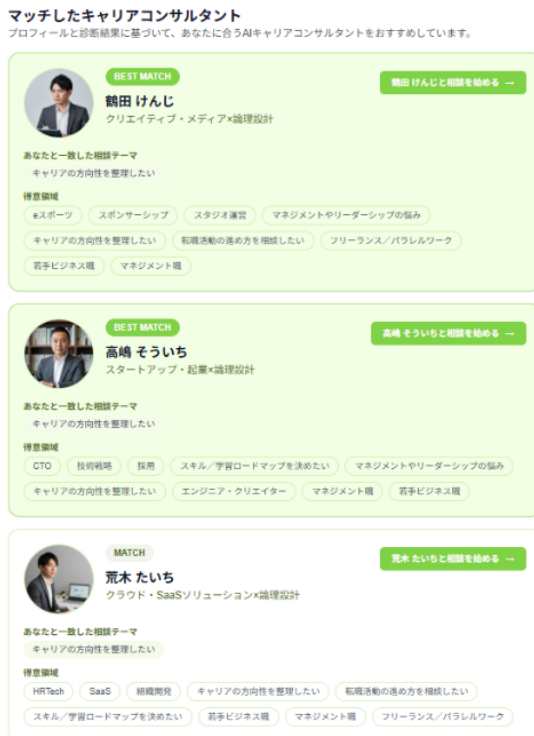 マッチしたキャリアコンサルタント
プロフィールと診断結果に基づいて、あなたに合うAIキャリアコンサルタントをおすすめしています。
BEST MATCH
鶴田 けんじと相談を始める →
鶴田 けんじ
クリエイティブ・メディア×論理設計
あなたと一致した相談テーマ
キャリアの方向性を整理したい
得意領域
eスポーツ スポンサーシップ スタジオ運営 マネジメントやリーダーシップの悩み
キャリアの方向性を整理したい 転職活動の進め方を相談したい フリーランス／パラレルワーク
若手ビジネス職 マネジメント職
BEST MATCH
高嶋 そういちと相談を始める →
高嶋 そういち
スタートアップ・起業×論理設計
あなたと一致した相談テーマ
キャリアの方向性を整理したい
得意領域
CTO 技術戦略 採用 スキル／学習ロードマップを決めたい マネジメントやリーダーシップの悩み
キャリアの方向性を整理したい エンジニア・クリエイター マネジメント職 若手ビジネス職
MATCH
荒木 たいちと相談を始める →
荒木 たいち
クラウド・SaaSソリューション×論理設計
あなたと一致した相談テーマ
キャリアの方向性を整理したい
得意領域
HRTech SaaS 組織開発 キャリアの方向性を整理したい 転職活動の進め方を相談したい
スキル／学習ロードマップを決めたい 若手ビジネス職 マネジメント職 フリーランス／パラレルワーク